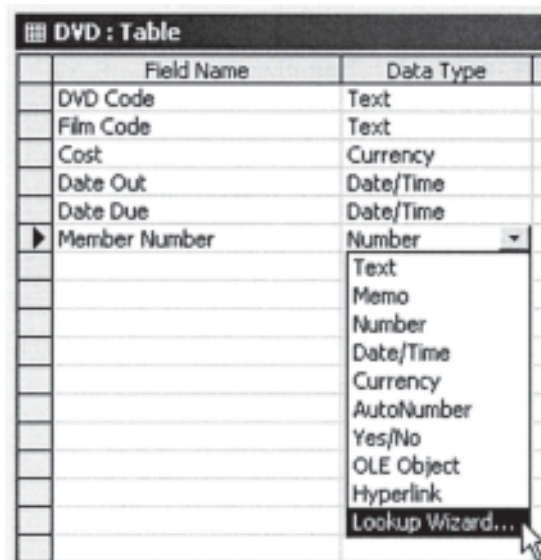 DVD : Table
Field Name Data Type
DVD Code Text
Film Code Text
Cost Currency
Date Out Date/Time
Date Due Date/Time
Member Number Number
Text
Memo
Number
Date/Time
Currency
AutoNumber
Yes/No
OLE Object
Hyperlink
Lookup Wizard...